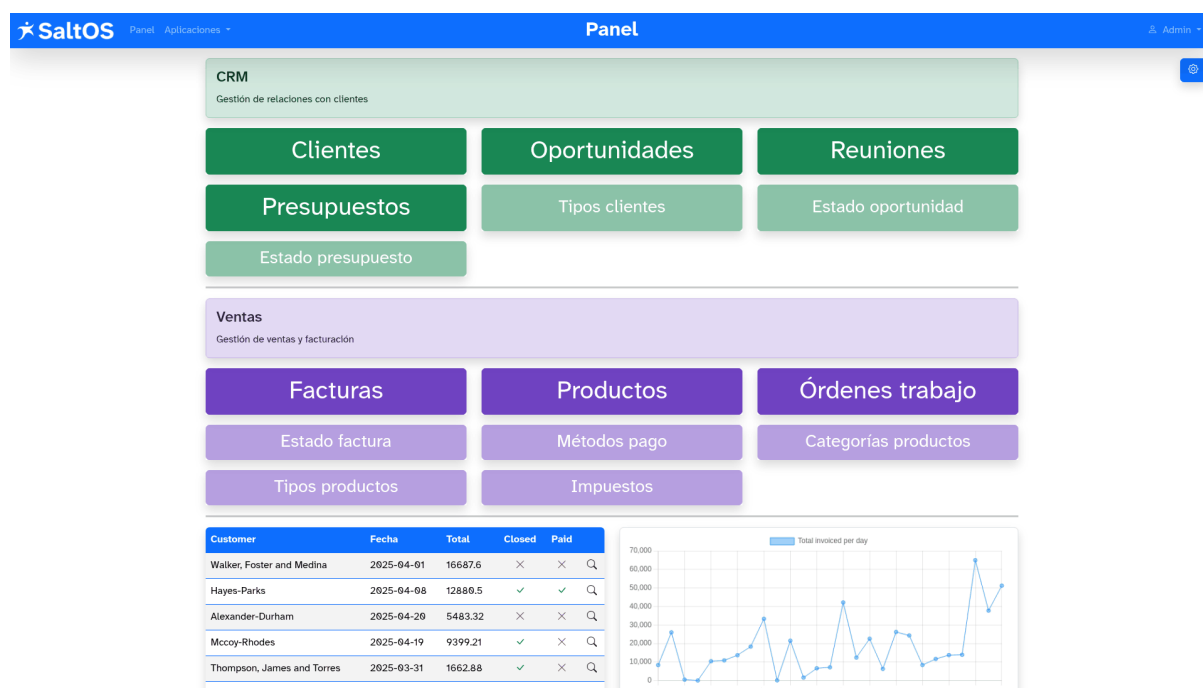 SaltOS Panel Aplicaciones Panel Admin
CRM
Gestión de relaciones con clientes
Clientes Oportunidades Reuniones
Presupuestos Tipos clientes Estado oportunidad
Estado presupuesto
Ventas
Gestión de ventas y facturación
Facturas Productos Órdenes trabajo
Estado factura Métodos pago Categorías productos
Tipos productos Impuestos
Customer Fecha Total Closed Paid
Walker, Foster and Medina 2025-04-01 16687.6
Hayes-Parks 2025-04-08 12880.5
Alexander-Durham 2025-04-20 5483.32
Mccoy-Rhodes 2025-04-19 9399.21
Thompson, James and Torres 2025-03-31 1662.88
Total invoiced per day
70,000
60,000
50,000
40,000
30,000
20,000
10,000
0